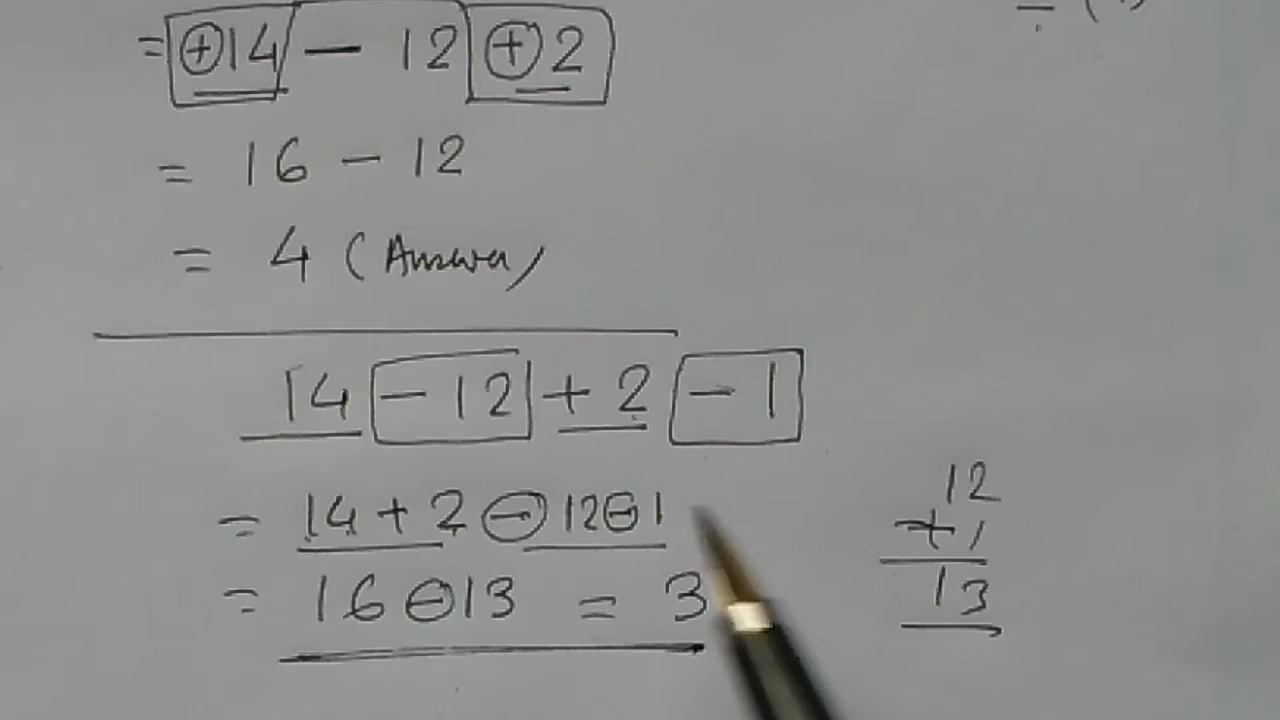 = +14 - 12 + 2
= 16 - 12
= 4 (Answer)
14 - 12 + 2 - 1
= 14 + 2 - 12 - 1
= 16 - 13 = 3
12
+1
13